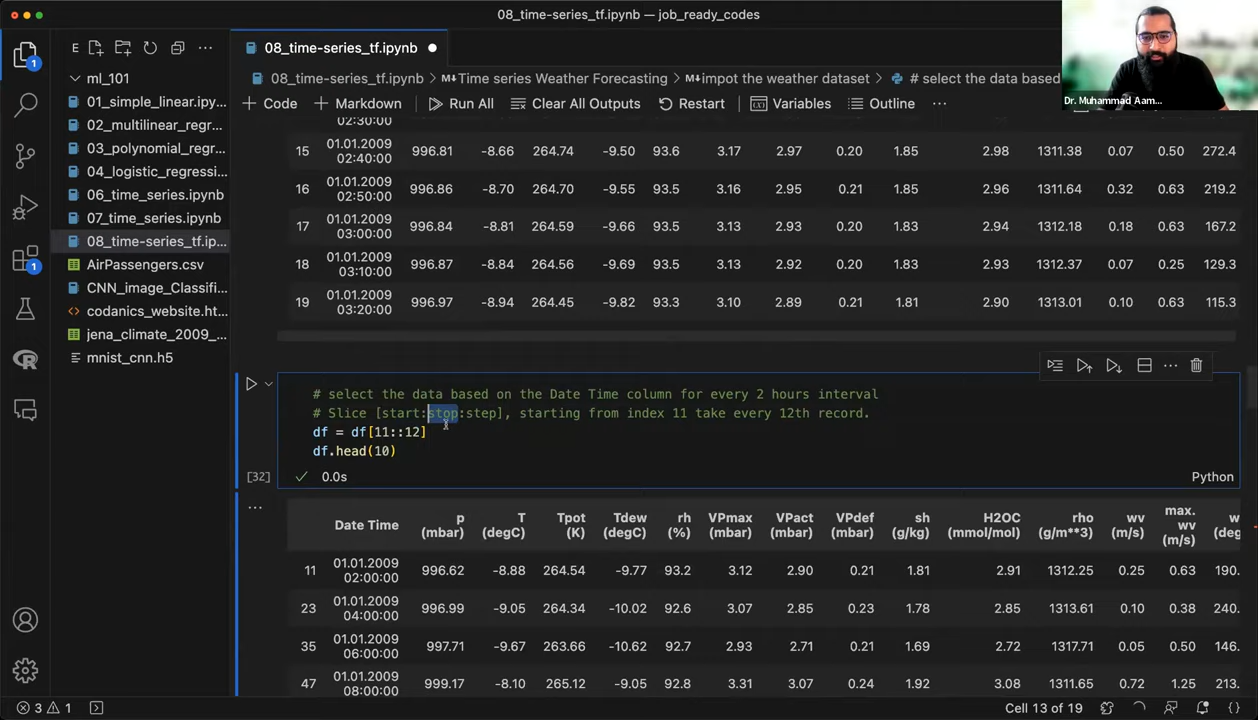 08_time-series_tf.ipynb — job_ready_codes
E
08_time-series_tf.ipynb
Dr. Muhammad Aam...
ml_101
01_simple_linear.ipy...
02_multilinear_regr...
03_polynomial_regr...
04_logistic_regressi...
06_time_series.ipynb
07_time_series.ipynb
08_time-series_tf.ip...
AirPassengers.csv
CNN_image_Classifi...
codanics_website.ht...
jena_climate_2009_...
mnist_cnn.h5
1
1
08_time-series_tf.ipynb > M↓Time series Weather Forecasting > M↓impot the weather dataset > # select the data based
+ Code + Markdown Run All Clear All Outputs Restart Variables Outline ...
02:30:00
15 01.01.2009 02:40:00 996.81 -8.66 264.74 -9.50 93.6 3.17 2.97 0.20 1.85 2.98 1311.38 0.07 0.50 272.4
16 01.01.2009 02:50:00 996.86 -8.70 264.70 -9.55 93.5 3.16 2.95 0.21 1.85 2.96 1311.64 0.32 0.63 219.2
17 01.01.2009 03:00:00 996.84 -8.81 264.59 -9.66 93.5 3.13 2.93 0.20 1.83 2.94 1312.18 0.18 0.63 167.2
18 01.01.2009 03:10:00 996.87 -8.84 264.56 -9.69 93.5 3.13 2.92 0.20 1.83 2.93 1312.37 0.07 0.25 129.3
19 01.01.2009 03:20:00 996.97 -8.94 264.45 -9.82 93.3 3.10 2.89 0.21 1.81 2.90 1313.01 0.10 0.63 115.3
# select the data based on the Date Time column for every 2 hours interval
# Slice [start:stop:step], starting from index 11 take every 12th record.
df = df[11::12]
df.head(10)
[32] ✓ 0.0s Python
...
Date Time p (mbar) T (degC) Tpot (K) Tdew (degC) rh (%) VPmax (mbar) VPact (mbar) VPdef (mbar) sh (g/kg) H2OC (mmol/mol) rho (g/m**3) wv (m/s) max. wv (m/s) w (deg
11 01.01.2009 02:00:00 996.62 -8.88 264.54 -9.77 93.2 3.12 2.90 0.21 1.81 2.91 1312.25 0.25 0.63 190.
23 01.01.2009 04:00:00 996.99 -9.05 264.34 -10.02 92.6 3.07 2.85 0.23 1.78 2.85 1313.61 0.10 0.38 240.
35 01.01.2009 06:00:00 997.71 -9.67 263.66 -10.62 92.7 2.93 2.71 0.21 1.69 2.72 1317.71 0.05 0.50 146.
47 01.01.2009 08:00:00 999.17 -8.10 265.12 -9.05 92.8 3.31 3.07 0.24 1.92 3.08 1311.65 0.72 1.25 213.
3 1 Cell 13 of 19